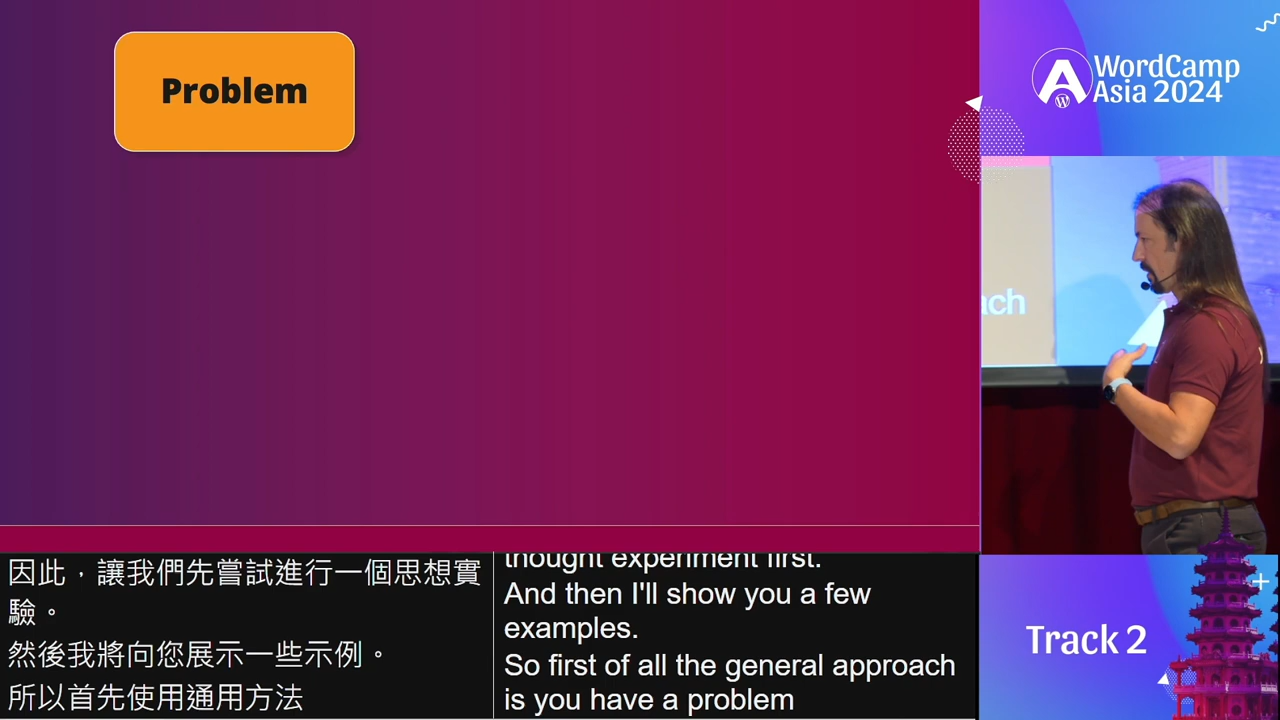 Problem
WordCamp
Asia 2024
ach
因此，讓我們先嘗試進行一個思想實
驗。
然後我將向您展示一些示例。
所以首先使用通用方法
thought experiment first.
And then I'll show you a few
examples.
So first of all the general approach
is you have a problem
Track 2